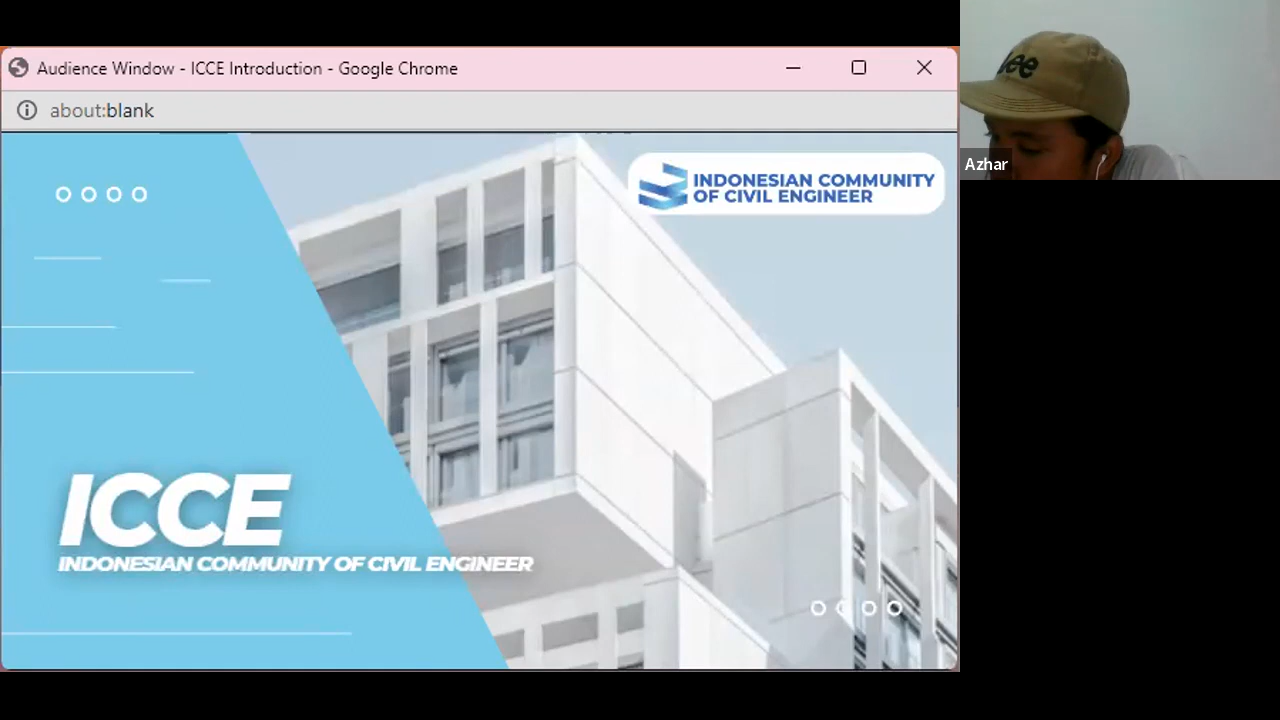 Audience Window - ICCE Introduction - Google Chrome
about:blank
INDONESIAN COMMUNITY
OF CIVIL ENGINEER
ICCE
INDONESIAN COMMUNITY OF CIVIL ENGINEER
Lee
Azhar